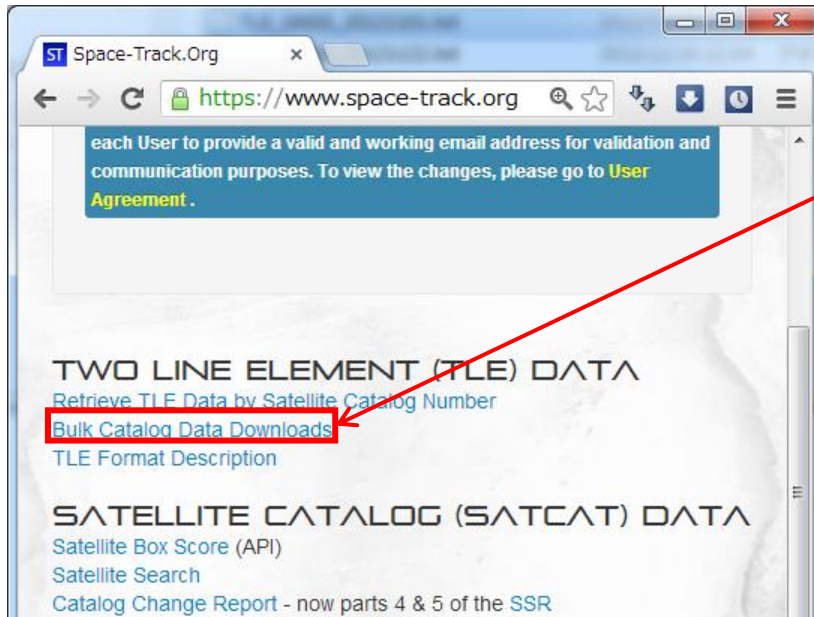 ST Space-Track.Org
https://www.space-track.org
each User to provide a valid and working email address for validation and
communication purposes. To view the changes, please go to User
Agreement .
TWO LINE ELEMENT (TLE) DATA
Retrieve TLE Data by Satellite Catalog Number
Bulk Catalog Data Downloads
TLE Format Description
SATELLITE CATALOG (SATCAT) DATA
Satellite Box Score (API)
Satellite Search
Catalog Change Report - now parts 4 & 5 of the SSR